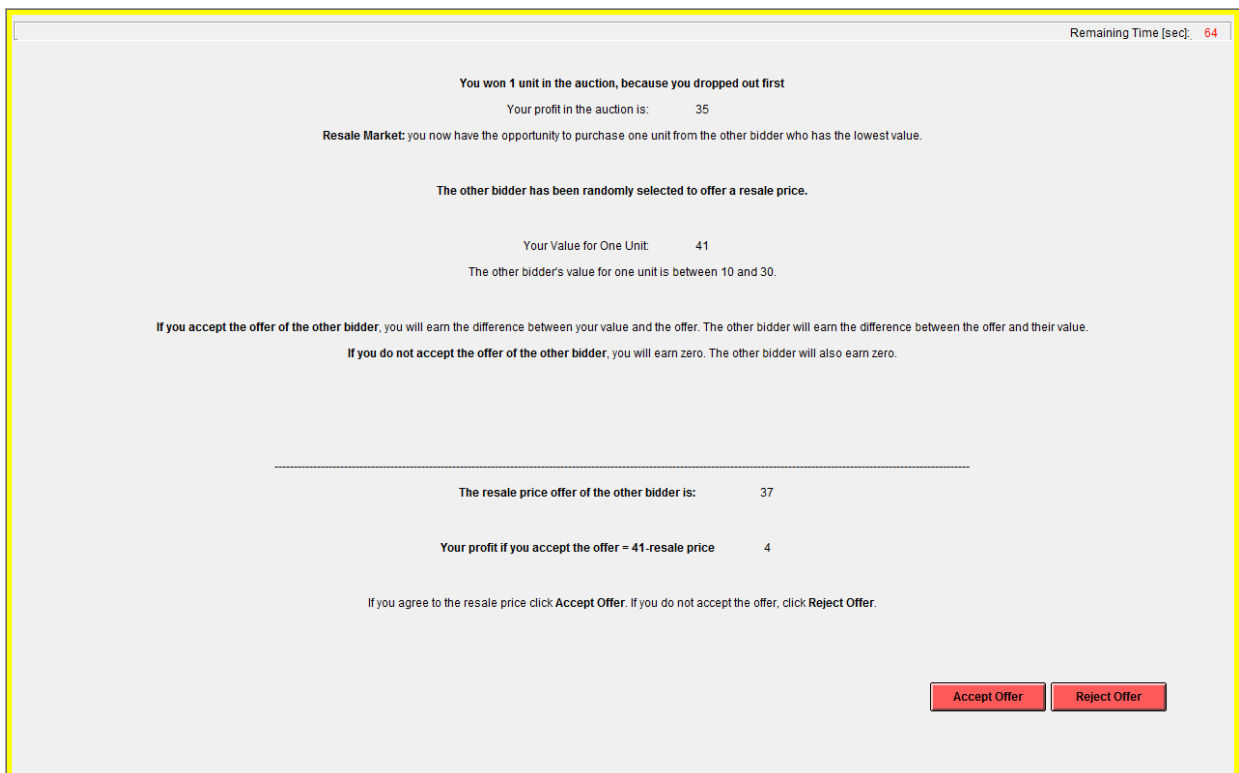 Remaining Time [sec]: 64
You won 1 unit in the auction, because you dropped out first
Your profit in the auction is: 35
Resale Market: you now have the opportunity to purchase one unit from the other bidder who has the lowest value.
The other bidder has been randomly selected to offer a resale price.
Your Value for One Unit: 41
The other bidder's value for one unit is between 10 and 30.
If you accept the offer of the other bidder, you will earn the difference between your value and the offer. The other bidder will earn the difference between the offer and their value.
If you do not accept the offer of the other bidder, you will earn zero. The other bidder will also earn zero.
The resale price offer of the other bidder is: 37
Your profit if you accept the offer = 41-resale price 4
If you agree to the resale price click Accept Offer. If you do not accept the offer, click Reject Offer.
Accept Offer Reject Offer